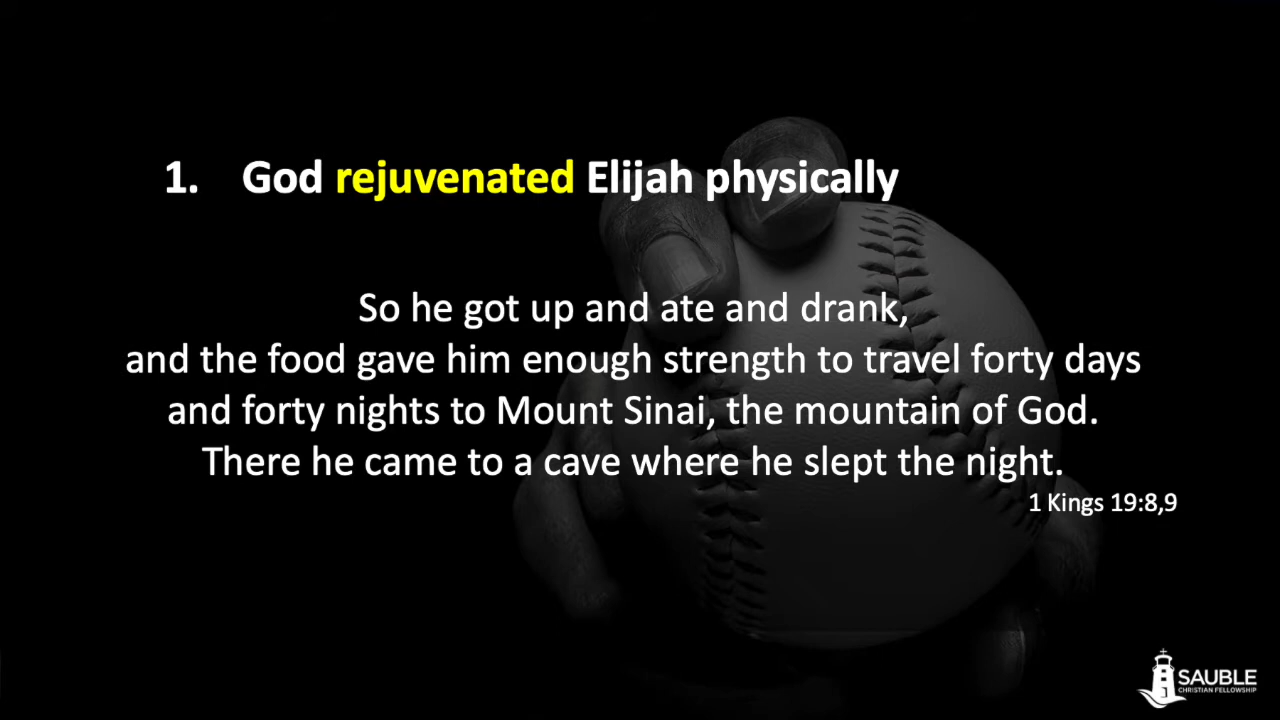 1. God rejuvenated Elijah physically
So he got up and ate and drank,
and the food gave him enough strength to travel forty days
and forty nights to Mount Sinai, the mountain of God.
There he came to a cave where he slept the night.
1 Kings 19:8,9
SAUBLE
CHRISTIAN FELLOWSHIP